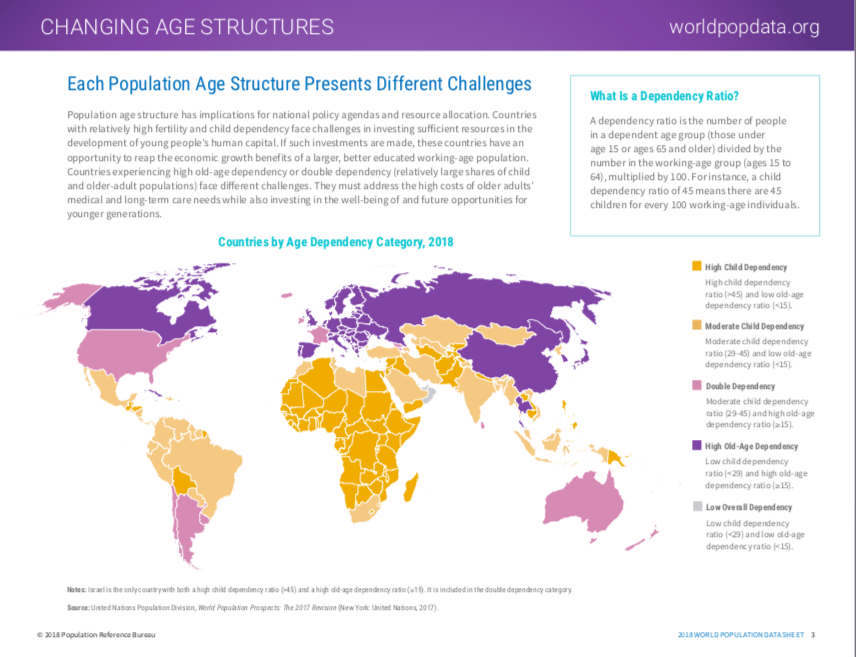 CHANGING AGE STRUCTURES
worldpopdata.org
Each Population Age Structure Presents Different Challenges
Population age structure has implications for national policy agendas and resource allocation. Countries
with relatively high fertility and child dependency face challenges in investing sufficient resources in the
development of young people's human capital. If such investments are made, these countries have an
opportunity to reap the economic growth benefits of a larger, better educated working-age population.
Countries experiencing high old-age dependency or double dependency (relatively large shares of child
and older-adult populations) face different challenges. They must address the high costs of older adults'
medical and long-term care needs while also investing in the well-being of and future opportunities for
younger generations.
What Is a Dependency Ratio?
A dependency ratio is the number of people
in a dependent age group (those under
age 15 or ages 65 and older) divided by the
number in the working-age group (ages 15 to
64), multiplied by 100. For instance, a child
dependency ratio of 45 means there are 45
children for every 100 working-age individuals.
Countries by Age Dependency Category, 2018
High Child Dependency
High child dependency
ratio (>45) and low old-age
dependency ratio (<15).
Moderate Child Dependency
Moderate child dependency
ratio (29-45) and low old-age
dependency ratio (<15).
Double Dependency
Moderate child dependency
ratio (29-45) and high old-age
dependency ratio (≥15).
High Old-Age Dependency
Low child dependency
ratio (<29) and high old-age
dependency ratio (≥15).
Low Overall Dependency
Low child dependency
ratio (<29) and low old-age
dependency ratio (<15).
Notes: Israel is the only country with both a high child dependency ratio (>45) and a high old-age dependency ratio (≥15). It is included in the double dependency category.
Source: United Nations Population Division, World Population Prospects: The 2017 Revision (New York: United Nations, 2017).
© 2018 Population Reference Bureau
2018 WORLD POPULATION DATA SHEET 3